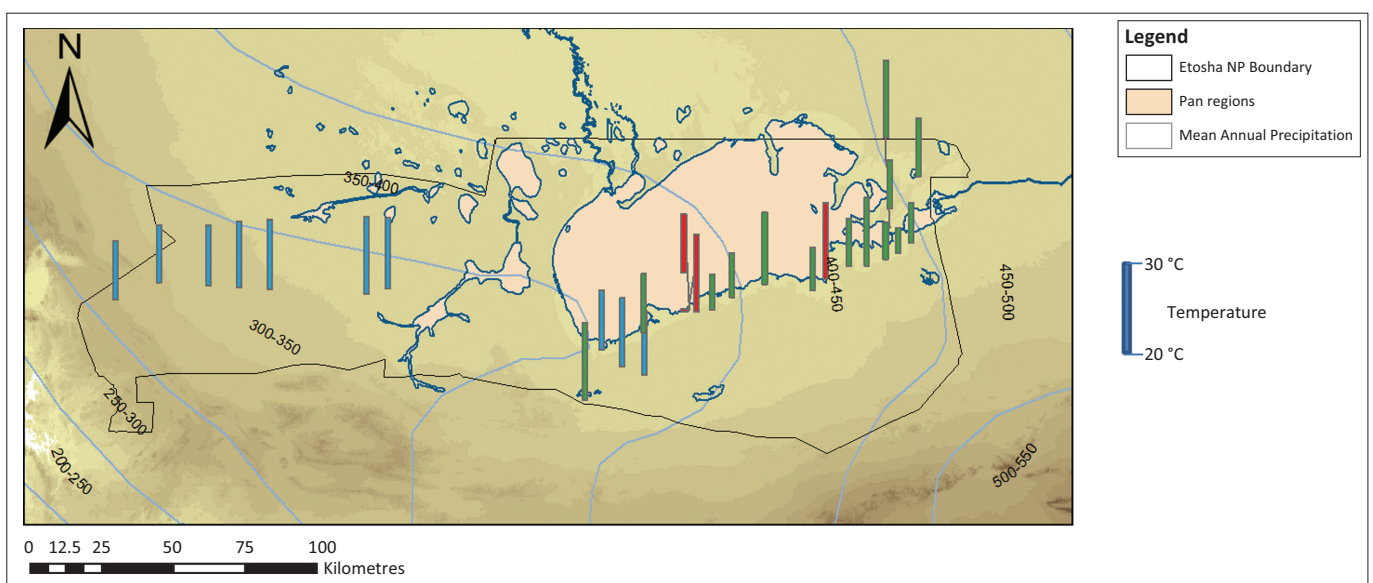 N
350-400
400-450
450-500
300-350
250-300
200-250
500-550
0 12.5 25 50 75 100
Kilometres
Legend
Etosha NP Boundary
Pan regions
Mean Annual Precipitation
30 °C
Temperature
20 °C